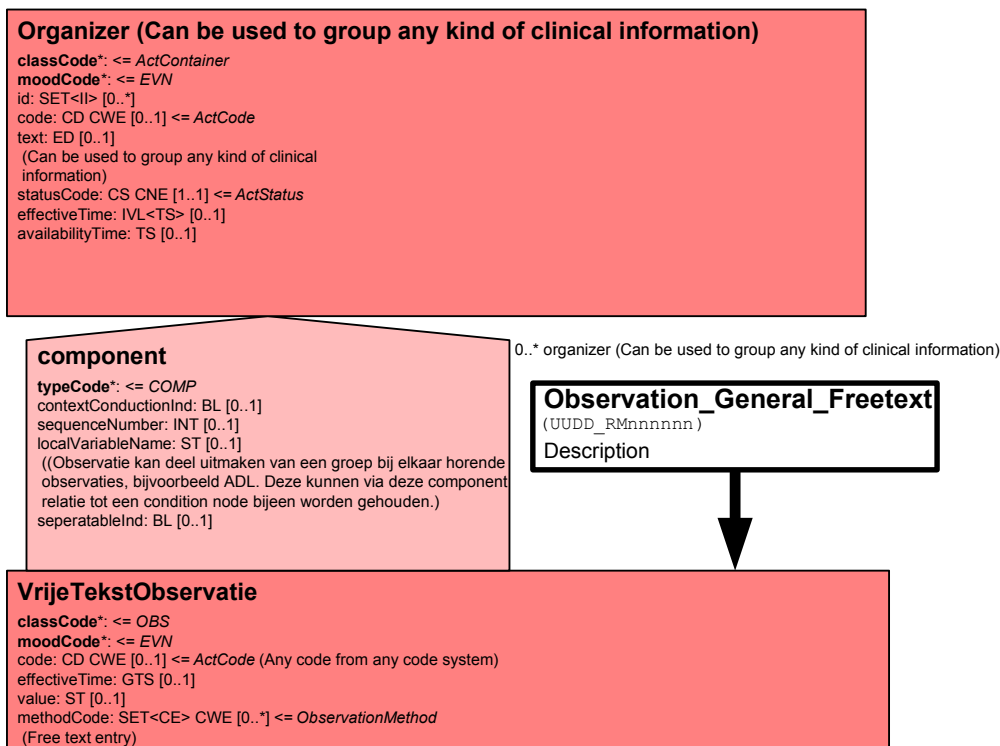 Organizer (Can be used to group any kind of clinical information)
classCode*: <= ActContainer
moodCode*: <= EVN
id: SET<II> [0..*]
code: CD CWE [0..1] <= ActCode
text: ED [0..1]
(Can be used to group any kind of clinical
information)
statusCode: CS CNE [1..1] <= ActStatus
effectiveTime: IVL<TS> [0..1]
availabilityTime: TS [0..1]
component
typeCode*: <= COMP
contextConductionInd: BL [0..1]
sequenceNumber: INT [0..1]
localVariableName: ST [0..1]
((Observatie kan deel uitmaken van een groep bij elkaar horende
observaties, bijvoorbeeld ADL. Deze kunnen via deze component
relatie tot een condition node bijeen worden gehouden.)
seperatableInd: BL [0..1]
0..* organizer (Can be used to group any kind of clinical information)
Observation_General_Freetext
(UUDD_RMnnnnnn)
Description
VrijeTekstObservatie
classCode*: <= OBS
moodCode*: <= EVN
code: CD CWE [0..1] <= ActCode (Any code from any code system)
effectiveTime: GTS [0..1]
value: ST [0..1]
methodCode: SET<CE> CWE [0..*] <= ObservationMethod
(Free text entry)